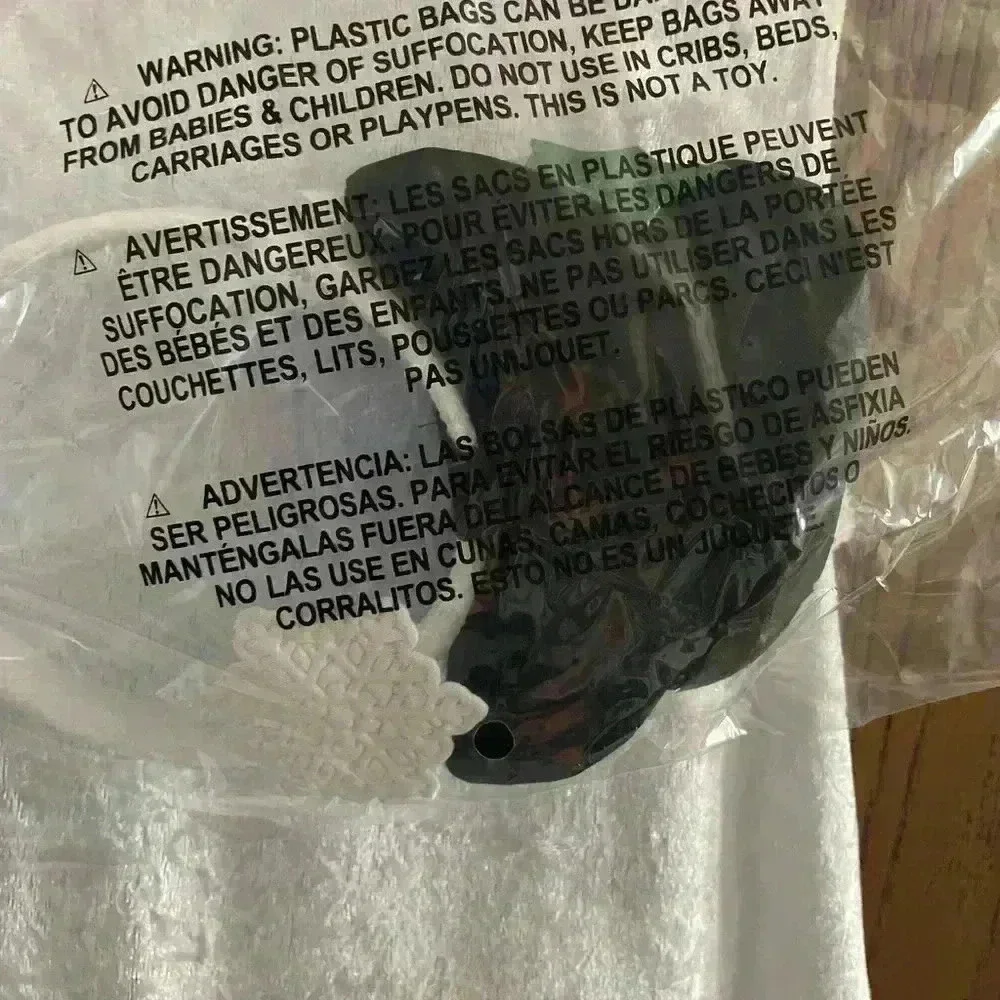 ⚠ WARNING: PLASTIC BAGS CAN BE
TO AVOID DANGER OF SUFFOCATION, KEEP BAGS AWAY
FROM BABIES & CHILDREN. DO NOT USE IN CRIBS, BEDS,
CARRIAGES OR PLAYPENS. THIS IS NOT A TOY.
⚠ AVERTISSEMENT: LES SACS EN PLASTIQUE PEUVENT
ÊTRE DANGEREUX. POUR ÉVITER LES DANGERS DE
SUFFOCATION, GARDEZ LES SACS HORS DE LA PORTÉE
DES BÉBÉS ET DES ENFANTS. NE PAS UTILISER DANS LES
COUCHETTES, LITS, POUSSETTES OU PARCS. CECI N'EST
PAS UMJOUET.
⚠ ADVERTENCIA: LAS BOLSAS DE PLÁSTICO PUEDEN
SER PELIGROSAS. PARA EVITAR EL RIESGO DE ASFIXIA
MANTÉNGALAS FUERA DEL ALCANCE DE BEBES Y NIÑOS.
NO LAS USE EN CUNAS, CAMAS, COCHECITOS O
CORRALITOS. ESTO NO ES UN JUGUETE